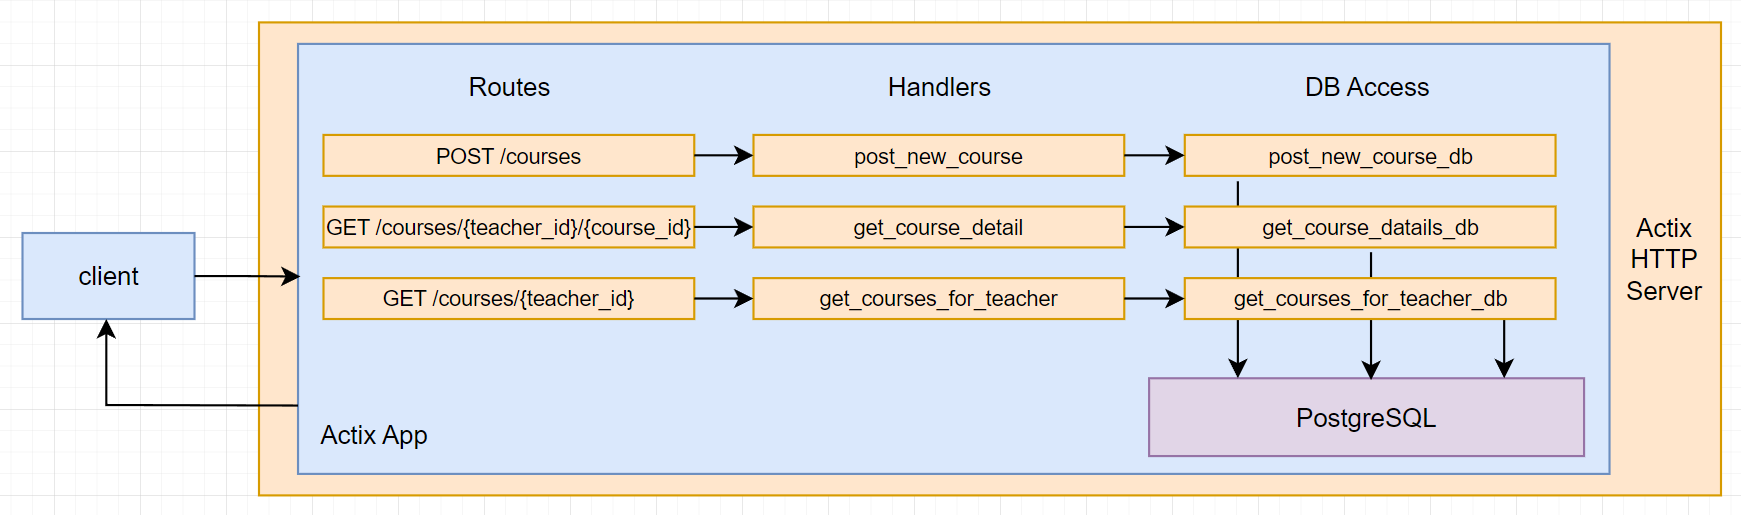 Routes
Handlers
DB Access
POST /courses
post_new_course
post_new_course_db
GET /courses/{teacher_id}/{course_id}
get_course_detail
get_course_datails_db
GET /courses/{teacher_id}
get_courses_for_teacher
get_courses_for_teacher_db
client
Actix
HTTP
Server
PostgreSQL
Actix App